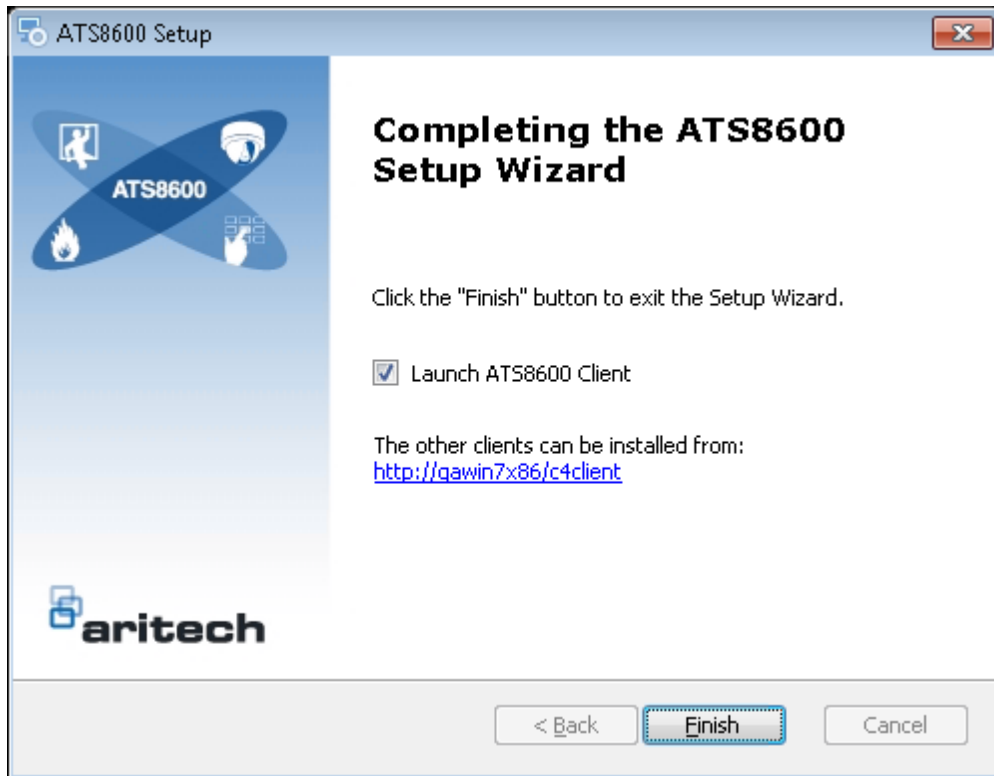 ATS8600 Setup
ATS8600
Completing the ATS8600
Setup Wizard
Click the "Finish" button to exit the Setup Wizard.
Launch ATS8600 Client
The other clients can be installed from:
http://qawin7x86/c4client
aritech
< Back Finish Cancel